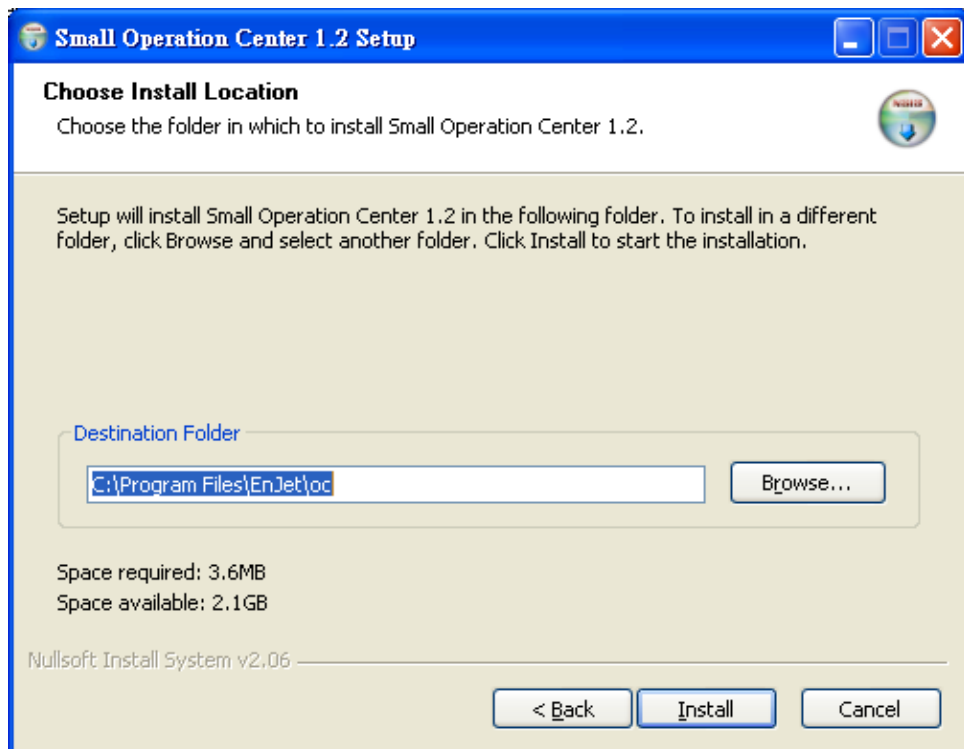 Small Operation Center 1.2 Setup
Choose Install Location
Choose the folder in which to install Small Operation Center 1.2.
Setup will install Small Operation Center 1.2 in the following folder. To install in a different
folder, click Browse and select another folder. Click Install to start the installation.
Destination Folder
C:\Program Files\EnJet\oc
Browse...
Space required: 3.6MB
Space available: 2.1GB
Nullsoft Install System v2.06
< Back
Install
Cancel